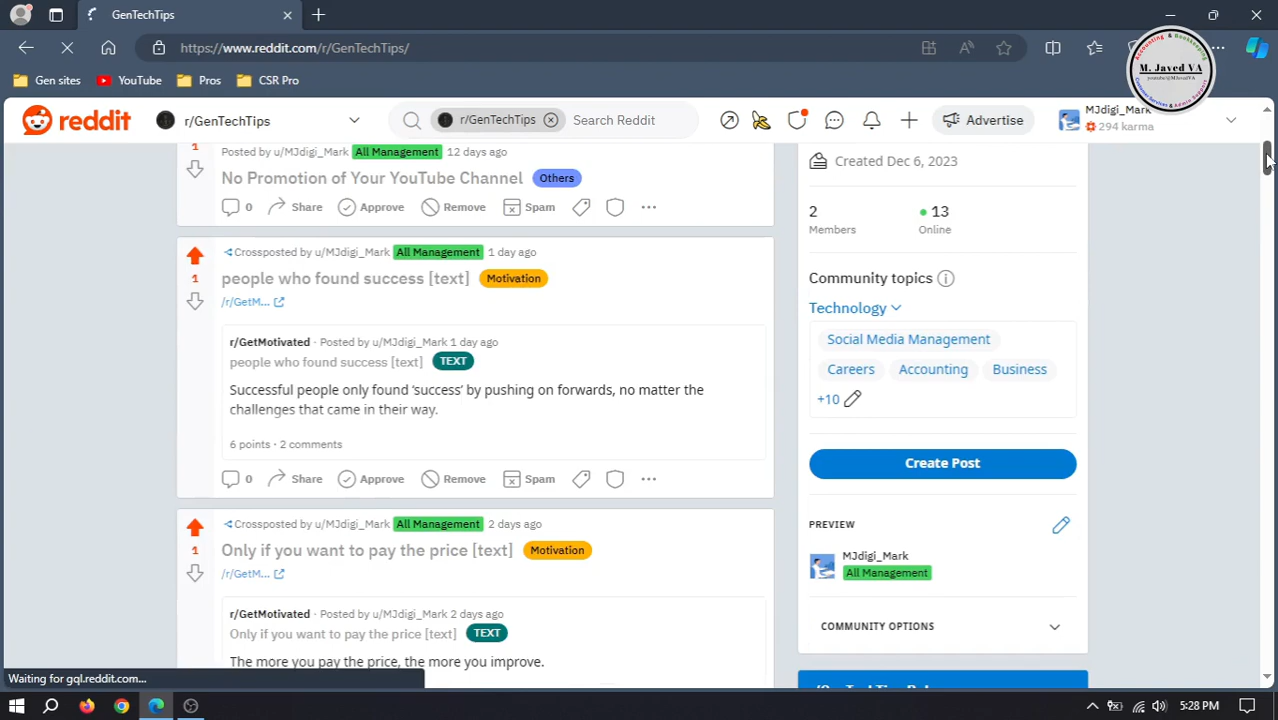 GenTechTips
https://www.reddit.com/r/GenTechTips/
Gen sites
YouTube
Pros
CSR Pro
Accounting & Bookkeeping
M. Javed VA
reddit
r/GenTechTips
r/GenTechTips
Search Reddit
Advertise
MJdigi_Mark
294 karma
1
Posted by u/MJdigi_Mark All Management 12 days ago
No Promotion of Your YouTube Channel Others
0 Share Approve Remove Spam
Crossposted by u/MJdigi_Mark All Management 1 day ago
1
people who found success [text] Motivation
/r/GetM...
r/GetMotivated · Posted by u/MJdigi_Mark 1 day ago
people who found success [text] TEXT
Successful people only found ‘success’ by pushing on forwards, no matter the
challenges that came in their way.
6 points · 2 comments
0 Share Approve Remove Spam
Crossposted by u/MJdigi_Mark All Management 2 days ago
1
Only if you want to pay the price [text] Motivation
/r/GetM...
r/GetMotivated · Posted by u/MJdigi_Mark 2 days ago
Only if you want to pay the price [text] TEXT
The more you pay the price, the more you improve.
Created Dec 6, 2023
2 13
Members Online
Community topics
Technology
Social Media Management
Careers Accounting Business
+10
Create Post
PREVIEW
MJdigi_Mark
All Management
COMMUNITY OPTIONS
Waiting for gql.reddit.com...
5:28 PM